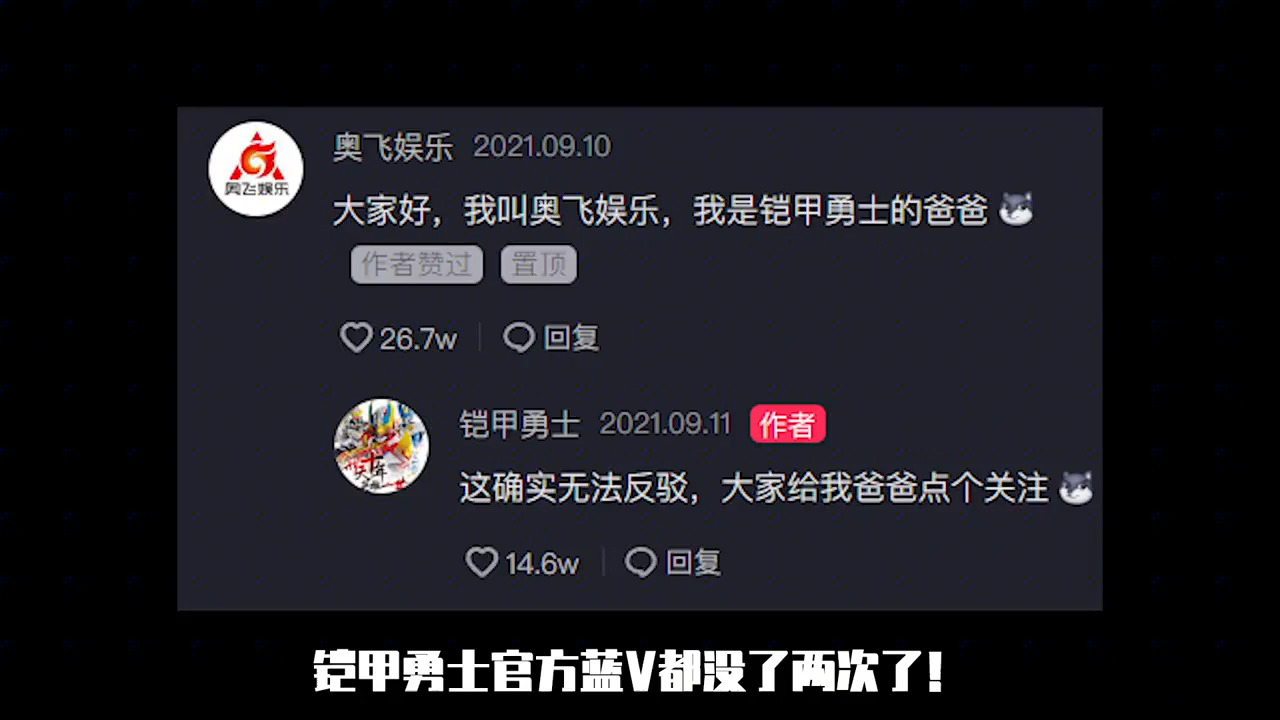 奥飞娱乐 2021.09.10
奥飞娱乐
大家好，我叫奥飞娱乐，我是铠甲勇士的爸爸
作者赞过 置顶
26.7w 回复
铠甲勇士 2021.09.11 作者
这确实无法反驳，大家给我爸爸点个关注
14.6w 回复
铠甲勇士官方蓝V都没了两次了！